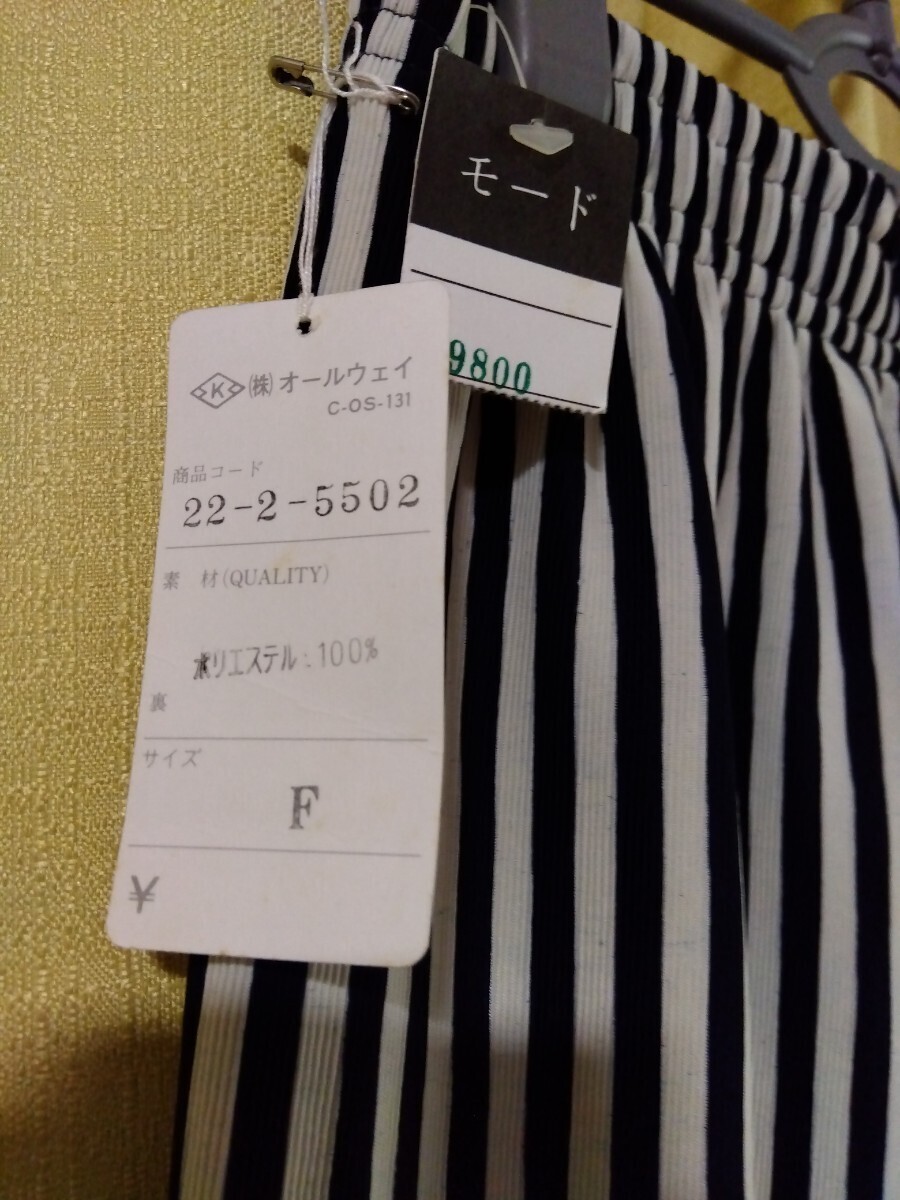 モード
9800
K ㈱オールウェイ
C-OS-131
商品コード
22-2-5502
素 材(QUALITY)
ポリエステル:100%
裏
サイズ
F
¥